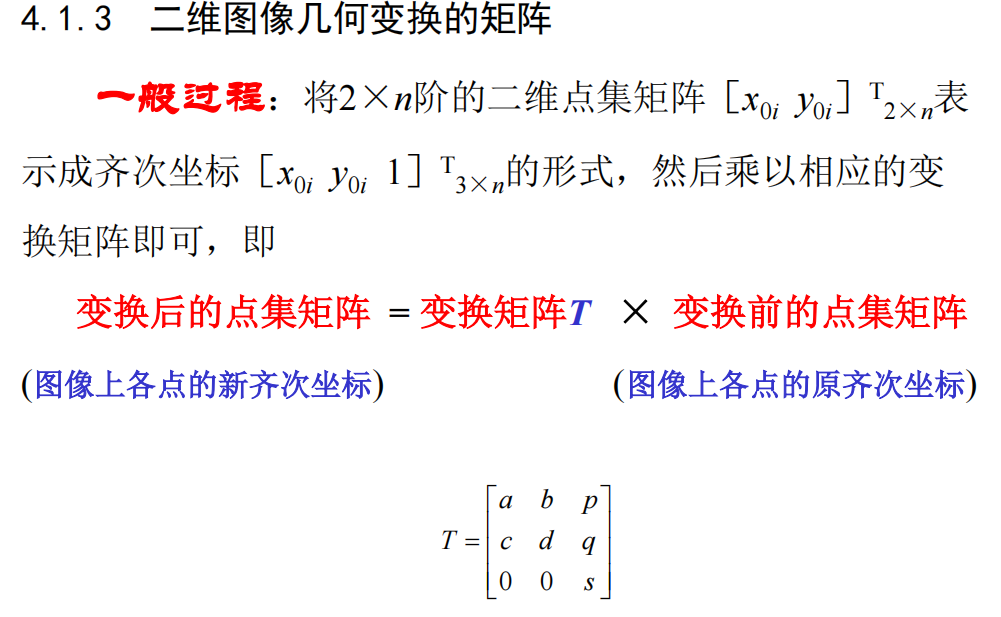 4.1.3 二维图像几何变换的矩阵
一般过程：将2×n阶的二维点集矩阵［x0i y0i］T2×n表
示成齐次坐标［x0i y0i 1］T3×n的形式，然后乘以相应的变
换矩阵即可，即
变换后的点集矩阵 = 变换矩阵T × 变换前的点集矩阵
(图像上各点的新齐次坐标) (图像上各点的原齐次坐标)
a b p
T = c d q
0 0 s